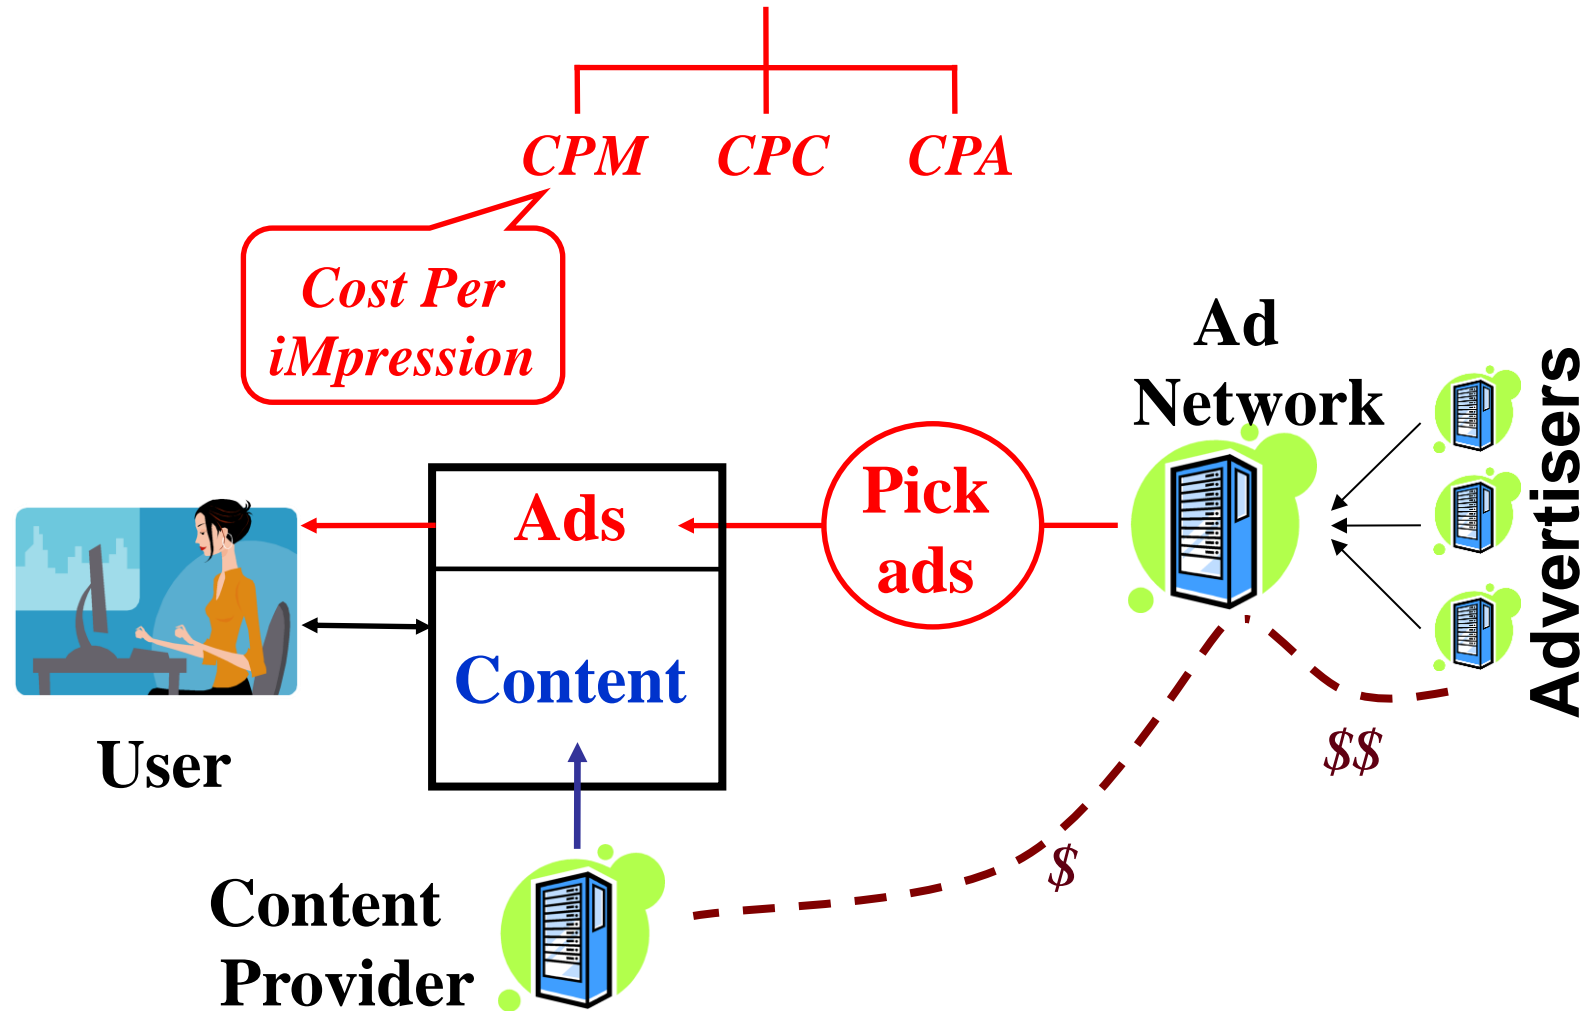 CPM CPC CPA
Cost Per
iMpression
Ad
Network
Advertisers
Pick
ads
Ads
Content
User
$$
$
Content
Provider